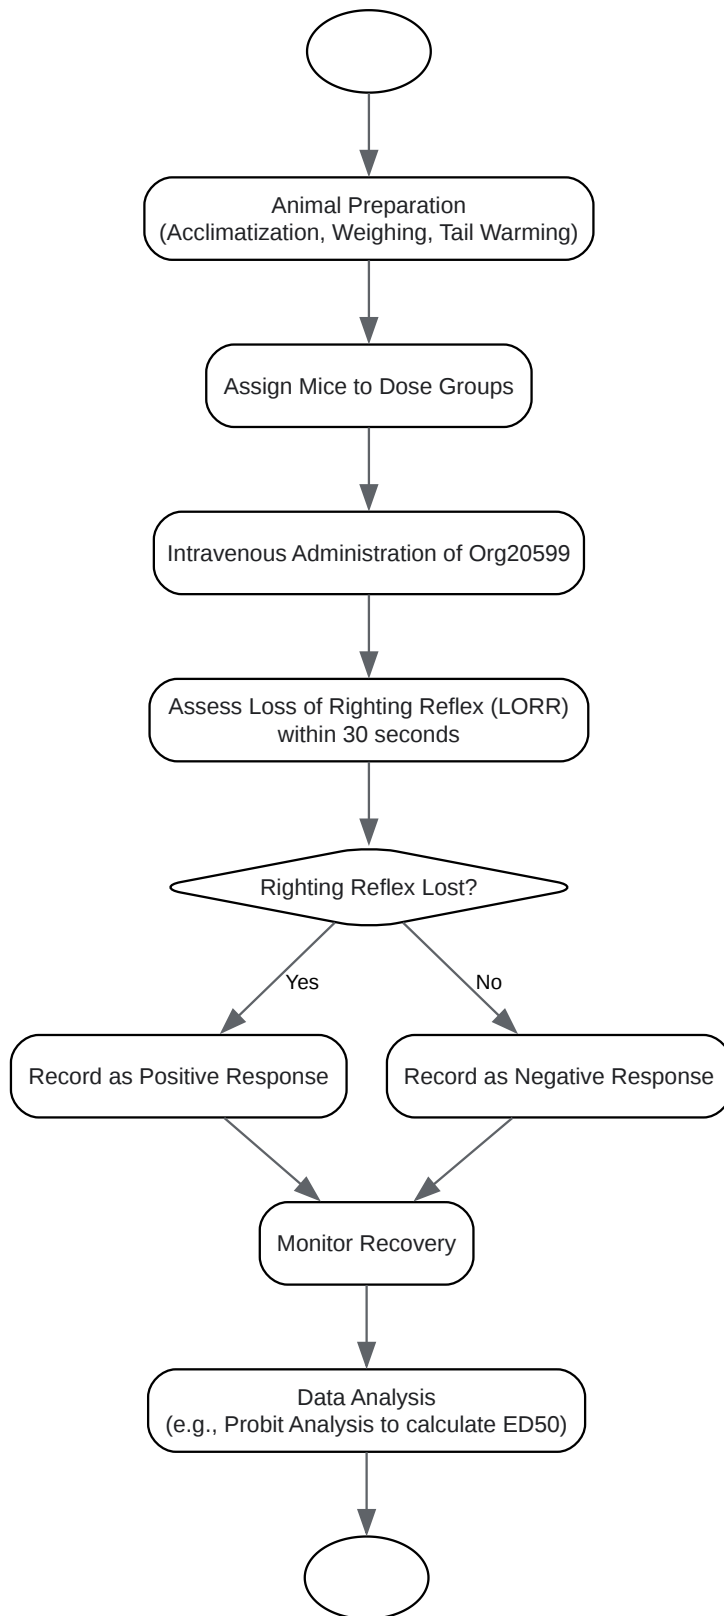 Animal Preparation
(Acclimatization, Weighing, Tail Warming)
Assign Mice to Dose Groups
Intravenous Administration of Org20599
Assess Loss of Righting Reflex (LORR)
within 30 seconds
Righting Reflex Lost?
Yes
No
Record as Positive Response
Record as Negative Response
Monitor Recovery
Data Analysis
(e.g., Probit Analysis to calculate ED50)